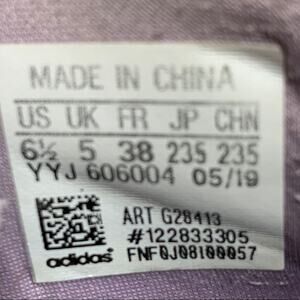 MADE IN CHINA
US UK FR JP CHN
6½ 5 38 235 235
YYJ 606004 05/19
ART G28413
#122833305
adidas FNF0J08I00057